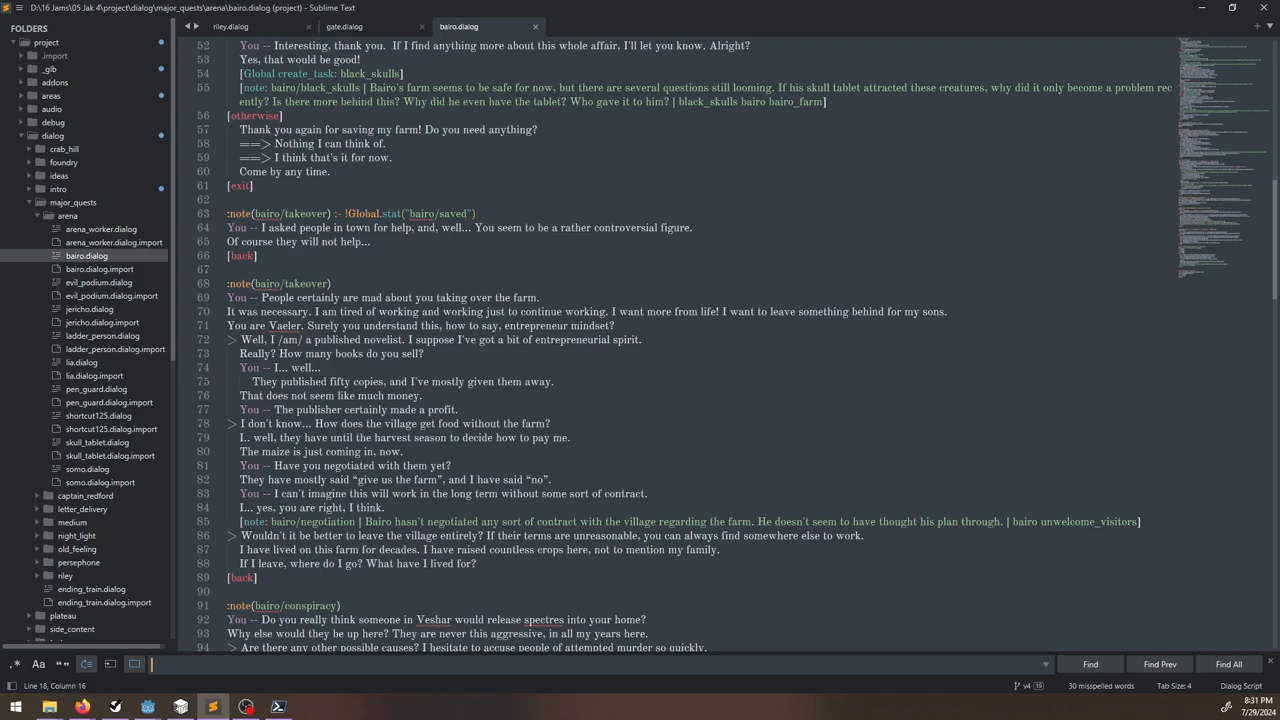 D:\16 Jams\05 Jak 4\project\dialog\major_quests\arena\bairo.dialog (project) - Sublime Text
FOLDERS
project
.import
_glb
addons
areas
audio
debug
dialog
crab_hill
foundry
ideas
intro
major_quests
arena
arena_worker.dialog
arena_worker.dialog.import
bairo.dialog
bairo.dialog.import
evil_podium.dialog
evil_podium.dialog.import
jericho.dialog
jericho.dialog.import
ladder_person.dialog
ladder_person.dialog.import
lia.dialog
lia.dialog.import
pen_guard.dialog
pen_guard.dialog.import
shortcut125.dialog
shortcut125.dialog.import
skull_tablet.dialog
skull_tablet.dialog.import
somo.dialog
somo.dialog.import
captain_redford
letter_delivery
medium
night_light
old_feeling
persephone
riley
ending_train.dialog
ending_train.dialog.import
plateau
side_content
riley.dialog
gate.dialog
bairo.dialog
52 You -- Interesting, thank you.  If I find anything more about this whole affair, I'll let you know. Alright?
53 Yes, that would be good!
54 [Global create_task: black_skulls]
55 [note: bairo/black_skulls | Bairo's farm seems to be safe for now, but there are several questions still looming. If his skull tablet attracted these creatures, why did it only become a problem rec
ently? Is there more behind this? Why did he even have the tablet? Who gave it to him? | black_skulls bairo bairo_farm]
56 [otherwise]
57 Thank you again for saving my farm! Do you need anything?
58 ==> Nothing I can think of.
59 ==> I think that's it for now.
60 Come by any time.
61 [exit]
62
63 :note(bairo/takeover) :- !Global.stat("bairo/saved")
64 You -- I asked people in town for help, and, well... You seem to be a rather controversial figure.
65 Of course they will not help...
66 [back]
67
68 :note(bairo/takeover)
69 You -- People certainly are mad about you taking over the farm.
70 It was necessary. I am tired of working and working just to continue working. I want more from life! I want to leave something behind for my sons.
71 You are Vaeler. Surely you understand this, how to say, entrepreneur mindset?
72 > Well, I /am/ a published novelist. I suppose I've got a bit of entrepreneurial spirit.
73 Really? How many books do you sell?
74 You -- I... well...
75 They published fifty copies, and I've mostly given them away.
76 That does not seem like much money.
77 You -- The publisher certainly made a profit.
78 > I don't know... How does the village get food without the farm?
79 I.. well, they have until the harvest season to decide how to pay me.
80 The maize is just coming in, now.
81 You -- Have you negotiated with them yet?
82 They have mostly said “give us the farm”, and I have said “no”.
83 You -- I can't imagine this will work in the long term without some sort of contract.
84 I... yes, you are right, I think.
85 [note: bairo/negotiation | Bairo hasn't negotiated any sort of contract with the village regarding the farm. He doesn't seem to have thought his plan through. | bairo unwelcome_visitors]
86 > Wouldn't it be better to leave the village entirely? If their terms are unreasonable, you can always find somewhere else to work.
87 I have lived on this farm for decades. I have raised countless crops here, not to mention my family.
88 If I leave, where do I go? What have I lived for?
89 [back]
90
91 :note(bairo/conspiracy)
92 You -- Do you really think someone in Veshar would release spectres into your home?
93 Why else would they be up here? They are never this aggressive, in all my years here.
94 > Are there any other possible causes? I hesitate to accuse people of attempted murder so quickly.
.* Aa “” Find Find Prev Find All
Line 18, Column 16
v4 19 30 misspelled words Tab Size: 4 Dialog Script
8:31 PM
7/29/2024